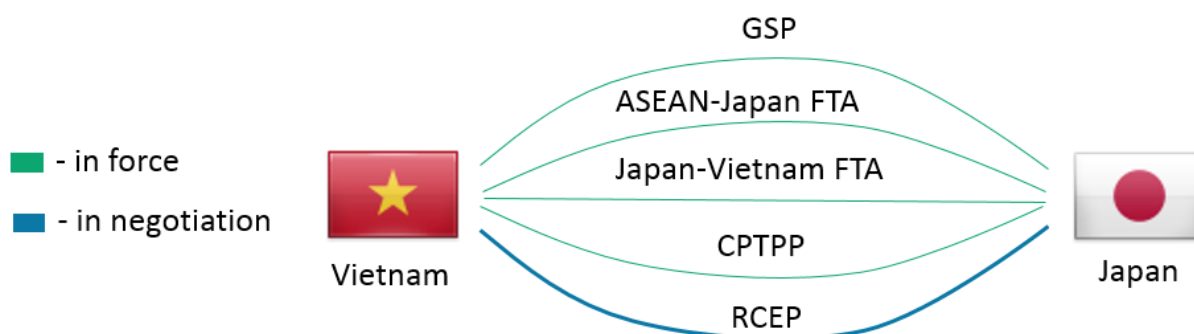 GSP
ASEAN-Japan FTA
- in force
Japan-Vietnam FTA
- in negotiation
CPTPP
Vietnam
Japan
RCEP